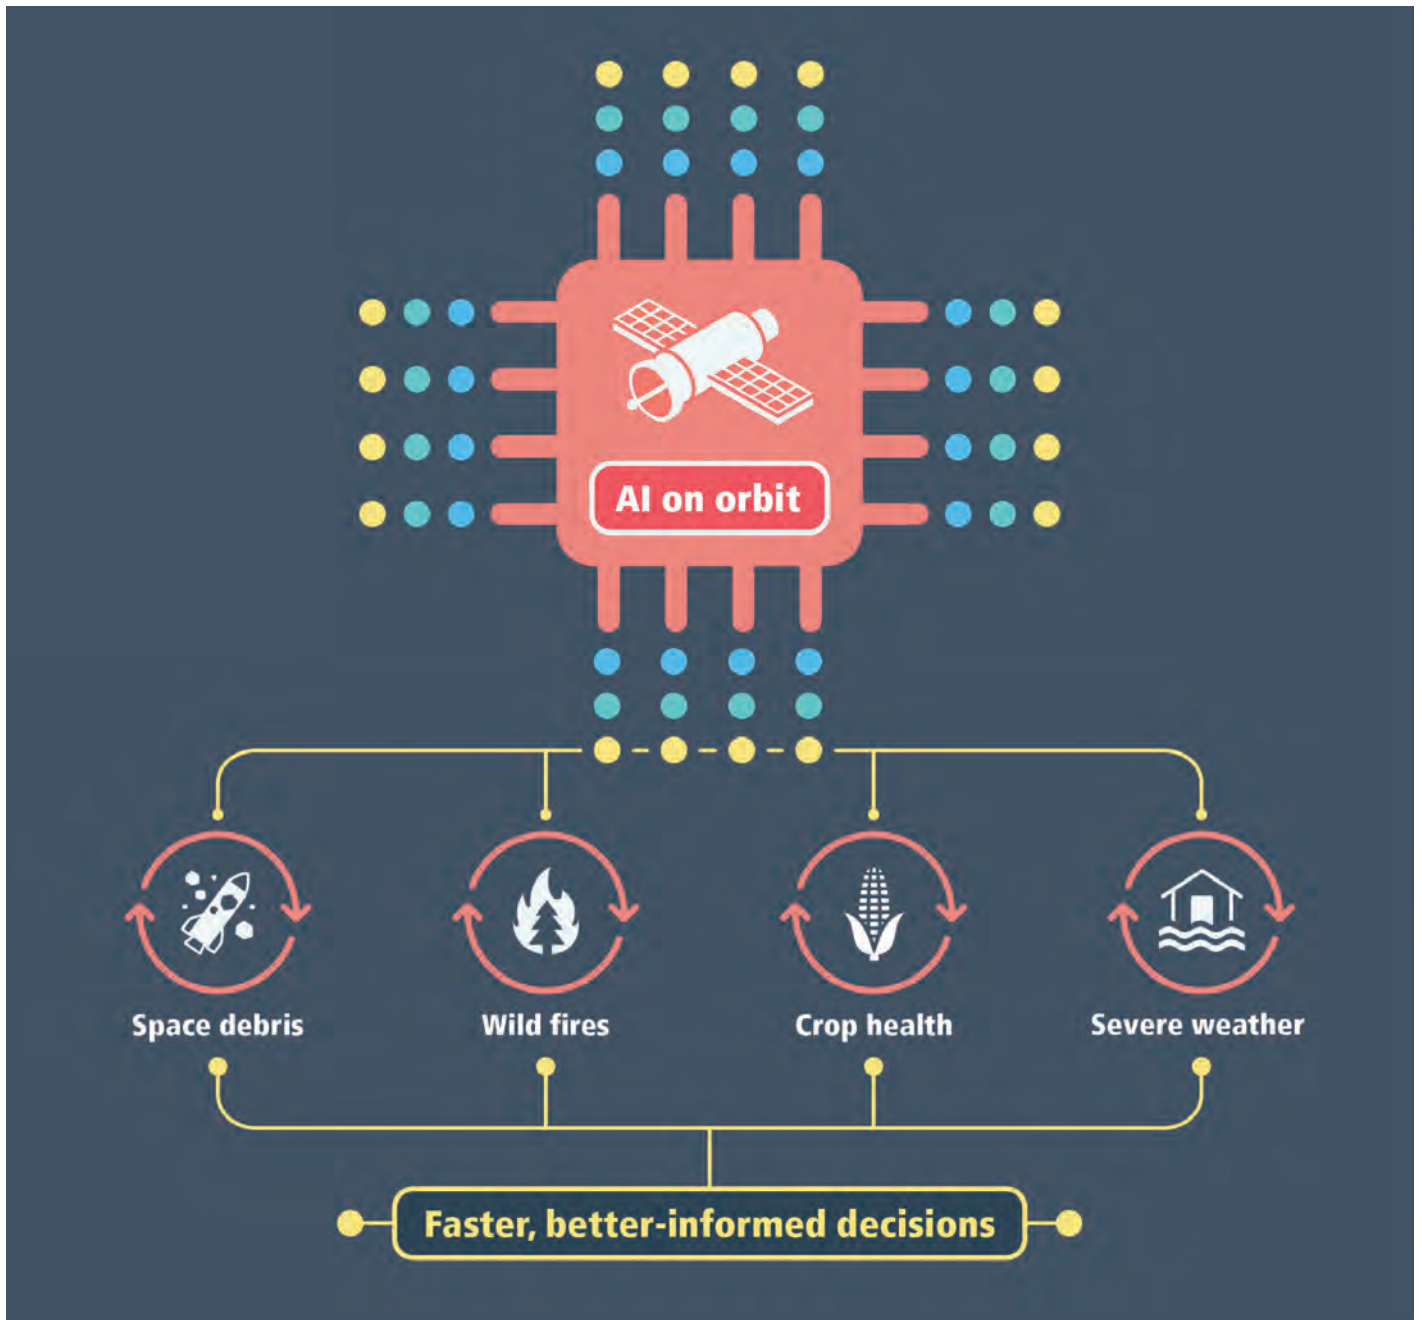 AI on orbit
Space debris
Wild fires
Crop health
Severe weather
Faster, better-informed decisions